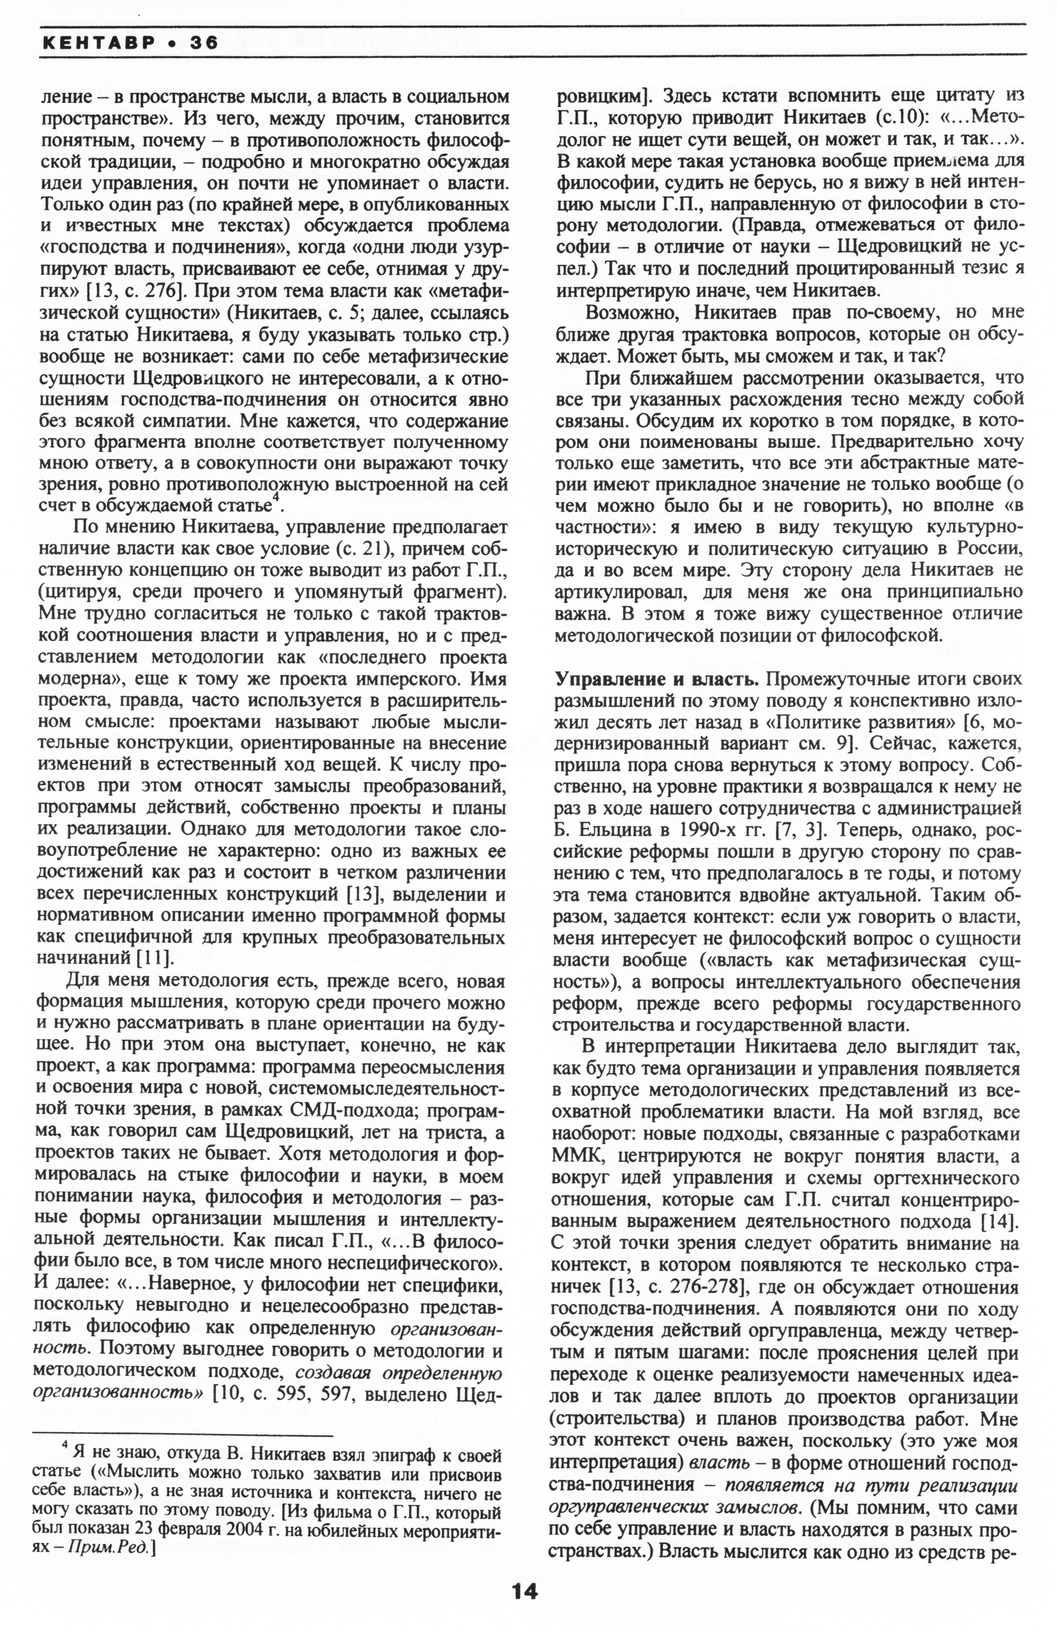 КЕНТАВР • 36
ление – в пространстве мысли, а власть в социальном
пространстве». Из чего, между прочим, становится
понятным, почему – в противоположность философ-
ской традиции, – подробно и многократно обсуждая
идеи управления, он почти не упоминает о власти.
Только один раз (по крайней мере, в опубликованных
и известных мне текстах) обсуждается проблема
«господства и подчинения», когда «одни люди узур-
пируют власть, присваивают ее себе, отнимая у дру-
гих» [13, с. 276]. При этом тема власти как «метафи-
зической сущности» (Никитаев, с. 5; далее, ссылаясь
на статью Никитаева, я буду указывать только стр.)
вообще не возникает: сами по себе метафизические
сущности Щедровицкого не интересовали, а к отно-
шениям господства-подчинения он относится явно
без всякой симпатии. Мне кажется, что содержание
этого фрагмента вполне соответствует полученному
мною ответу, а в совокупности они выражают точку
зрения, ровно противоположную выстроенной на сей
счет в обсуждаемой статье⁴.
По мнению Никитаева, управление предполагает
наличие власти как свое условие (с. 21), причем соб-
ственную концепцию он тоже выводит из работ Г.П.,
(цитируя, среди прочего и упомянутый фрагмент).
Мне трудно согласиться не только с такой трактов-
кой соотношения власти и управления, но и с пред-
ставлением методологии как «последнего проекта
модерна», еще к тому же проекта имперского. Имя
проекта, правда, часто используется в расширитель-
ном смысле: проектами называют любые мысли-
тельные конструкции, ориентированные на внесение
изменений в естественный ход вещей. К числу про-
ектов при этом относят замыслы преобразований,
программы действий, собственно проекты и планы
их реализации. Однако для методологии такое сло-
воупотребление не характерно: одно из важных ее
достижений как раз и состоит в четком различении
всех перечисленных конструкций [13], выделении и
нормативном описании именно программной формы
как специфичной для крупных преобразовательных
начинаний [11].
Для меня методология есть, прежде всего, новая
формация мышления, которую среди прочего можно
и нужно рассматривать в плане ориентации на буду-
щее. Но при этом она выступает, конечно, не как
проект, а как программа: программа переосмысления
и освоения мира с новой, системомыследеятельност-
ной точки зрения, в рамках СМД-подхода; програм-
ма, как говорил сам Щедровицкий, лет на триста, а
проектов таких не бывает. Хотя методология и фор-
мировалась на стыке философии и науки, в моем
понимании наука, философия и методология – раз-
ные формы организации мышления и интеллекту-
альной деятельности. Как писал Г.П., «…В филосо-
фии было все, в том числе много неспецифического».
И далее: «…Наверное, у философии нет специфики,
поскольку невыгодно и нецелесообразно представ-
лять философию как определенную организован-
ность. Поэтому выгоднее говорить о методологии и
методологическом подходе, создавая определенную
организованность» [10, с. 595, 597, выделено Щед-
⁴ Я не знаю, откуда В. Никитаев взял эпиграф к своей
статье («Мыслить можно только захватив или присвоив
себе власть»), а не зная источника и контекста, ничего не
могу сказать по этому поводу. [Из фильма о Г.П., который
был показан 23 февраля 2004 г. на юбилейных мероприяти-
ях – Прим.Ред.]
ровицким]. Здесь кстати вспомнить еще цитату из
Г.П., которую приводит Никитаев (с.10): «…Мето-
долог не ищет сути вещей, он может и так, и так…».
В какой мере такая установка вообще приемлема для
философии, судить не берусь, но я вижу в ней интен-
цию мысли Г.П., направленную от философии в сто-
рону методологии. (Правда, отмежеваться от фило-
софии – в отличие от науки – Щедровицкий не ус-
пел.) Так что и последний процитированный тезис я
интерпретирую иначе, чем Никитаев.
Возможно, Никитаев прав по-своему, но мне
ближе другая трактовка вопросов, которые он обсу-
ждает. Может быть, мы сможем и так, и так?
При ближайшем рассмотрении оказывается, что
все три указанных расхождения тесно между собой
связаны. Обсудим их коротко в том порядке, в кото-
ром они поименованы выше. Предварительно хочу
только еще заметить, что все эти абстрактные мате-
рии имеют прикладное значение не только вообще (о
чем можно было бы и не говорить), но вполне «в
частности»: я имею в виду текущую культурно-
историческую и политическую ситуацию в России,
да и во всем мире. Эту сторону дела Никитаев не
артикулировал, для меня же она принципиально
важна. В этом я тоже вижу существенное отличие
методологической позиции от философской.
Управление и власть. Промежуточные итоги своих
размышлений по этому поводу я конспективно изло-
жил десять лет назад в «Политике развития» [6, мо-
дернизированный вариант см. 9]. Сейчас, кажется,
пришла пора снова вернуться к этому вопросу. Соб-
ственно, на уровне практики я возвращался к нему не
раз в ходе нашего сотрудничества с администрацией
Б. Ельцина в 1990-х гг. [7, 3]. Теперь, однако, рос-
сийские реформы пошли в другую сторону по срав-
нению с тем, что предполагалось в те годы, и потому
эта тема становится вдвойне актуальной. Таким об-
разом, задается контекст: если уж говорить о власти,
меня интересует не философский вопрос о сущности
власти вообще («власть как метафизическая сущ-
ность»), а вопросы интеллектуального обеспечения
реформ, прежде всего реформы государственного
строительства и государственной власти.
В интерпретации Никитаева дело выглядит так,
как будто тема организации и управления появляется
в корпусе методологических представлений из все-
охватной проблематики власти. На мой взгляд, все
наоборот: новые подходы, связанные с разработками
ММК, центрируются не вокруг понятия власти, а
вокруг идей управления и схемы оргтехнического
отношения, которые сам Г.П. считал концентриро-
ванным выражением деятельностного подхода [14].
С этой точки зрения следует обратить внимание на
контекст, в котором появляются те несколько стра-
ничек [13, с. 276-278], где он обсуждает отношения
господства-подчинения. А появляются они по ходу
обсуждения действий оргуправленца, между четвер-
тым и пятым шагами: после прояснения целей при
переходе к оценке реализуемости намеченных идеа-
лов и так далее вплоть до проектов организации
(строительства) и планов производства работ. Мне
этот контекст очень важен, поскольку (это уже моя
интерпретация) власть – в форме отношений господ-
ства-подчинения – появляется на пути реализации
оргуправленческих замыслов. (Мы помним, что сами
по себе управление и власть находятся в разных про-
странствах.) Власть мыслится как одно из средств ре-
14